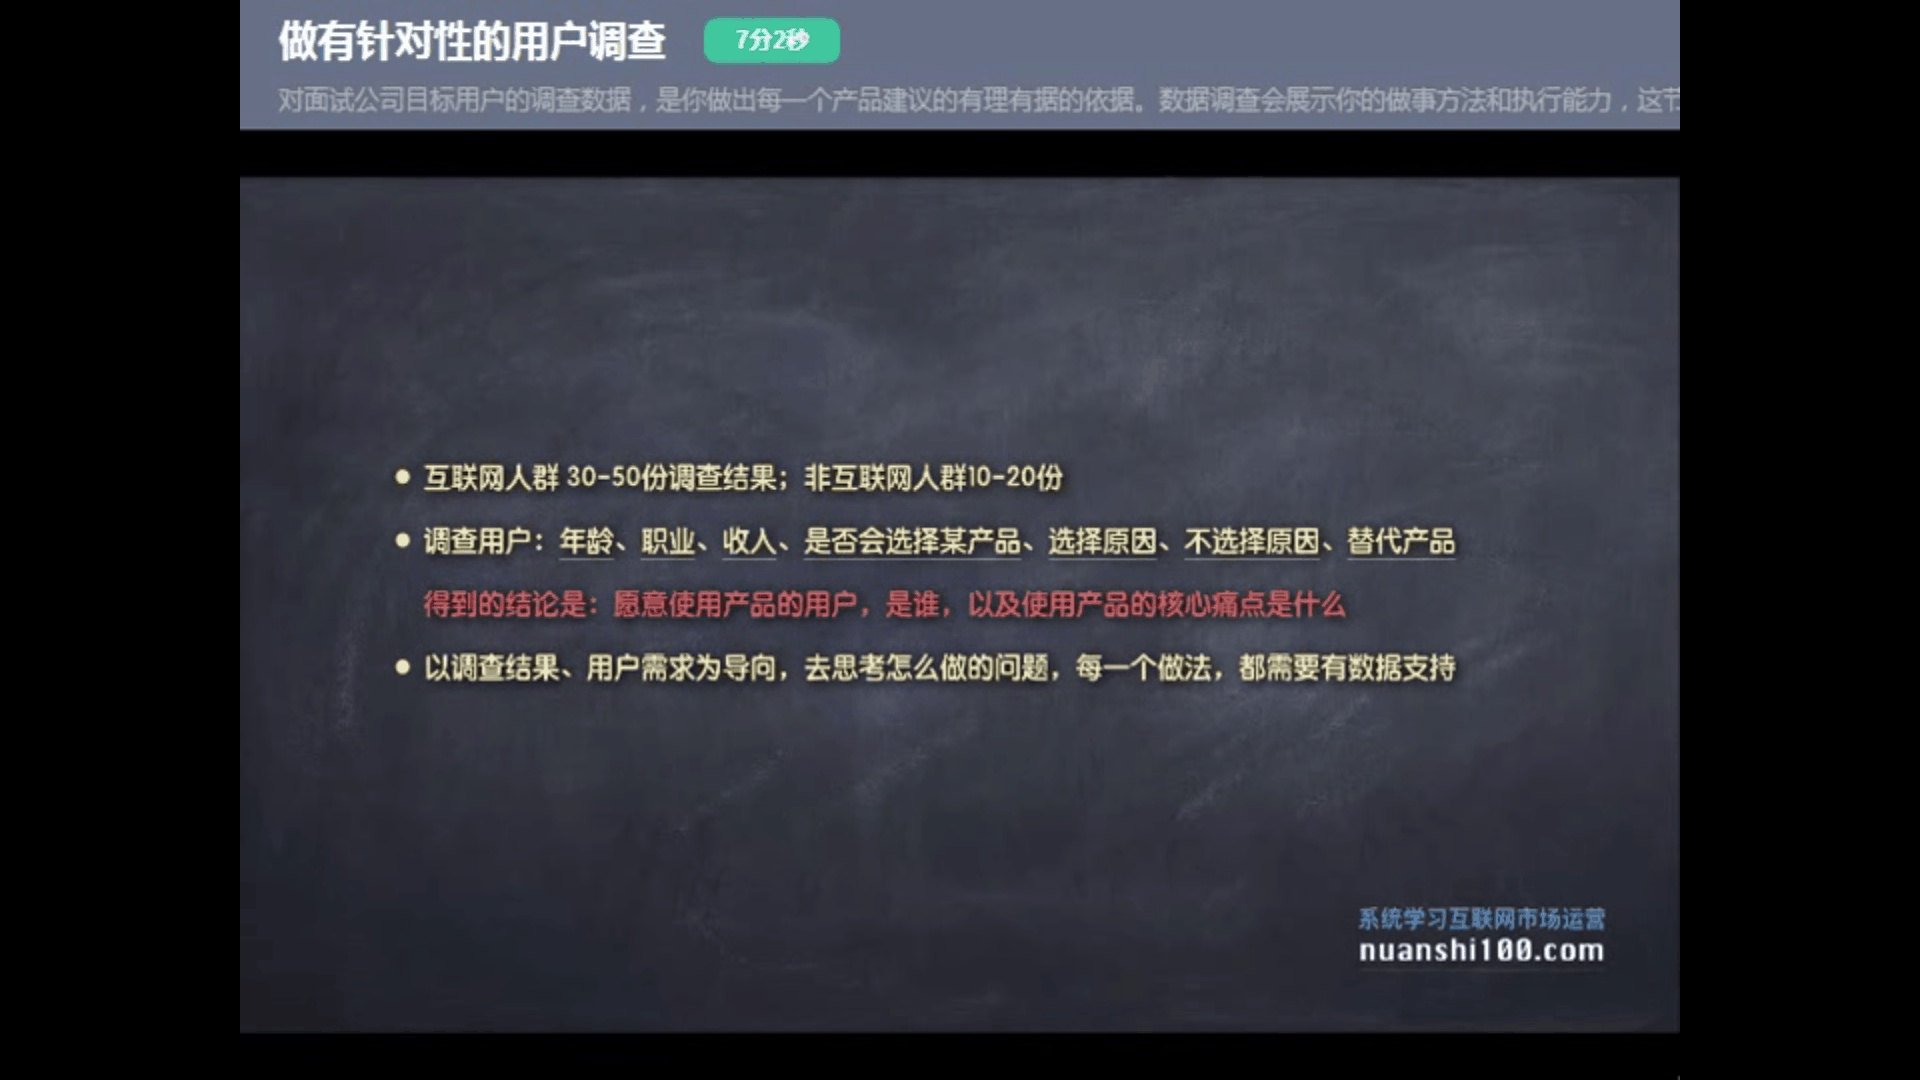 做有针对性的用户调查
7分2秒
对面试公司目标用户的调查数据，是你做出每一个产品建议的有理有据的依据。数据调查会展示你的做事方法和执行能力，这节
互联网人群 30-50份调查结果；非互联网人群10-20份
调查用户：年龄、职业、收入、是否会选择某产品、选择原因、不选择原因、替代产品
得到的结论是：愿意使用产品的用户，是谁，以及使用产品的核心痛点是什么
以调查结果、用户需求为导向，去思考怎么做的问题，每一个做法，都需要有数据支持
系统学习互联网市场运营
nuanshi100.com